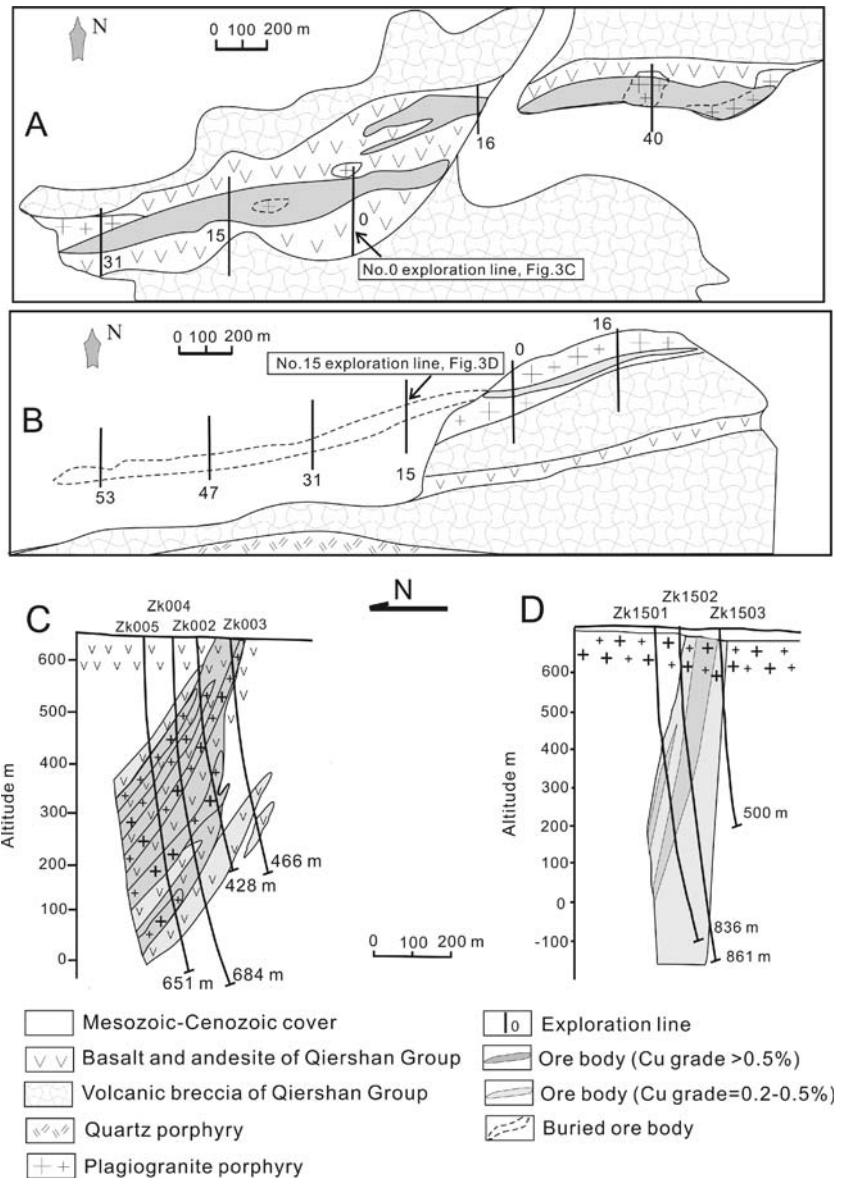 N
0 100 200 m
A
16
40
15
0
31
No.0 exploration line, Fig.3C
N
0 100 200 m
16
0
No.15 exploration line, Fig.3D
B
53
47
31
15
C
N
D
Zk004
Zk005 Zk002 Zk003
Zk1502
Zk1501 Zk1503
Altitude m
600
500
400
300
200
100
0
466 m
428 m
684 m
651 m
0 100 200 m
Altitude m
600
500
400
300
200
100
0
-100
500 m
836 m
861 m
Mesozoic-Cenozoic cover
Basalt and andesite of Qiershan Group
Volcanic breccia of Qiershan Group
Quartz porphyry
Plagiogranite porphyry
0 Exploration line
Ore body (Cu grade >0.5%)
Ore body (Cu grade=0.2-0.5%)
Buried ore body